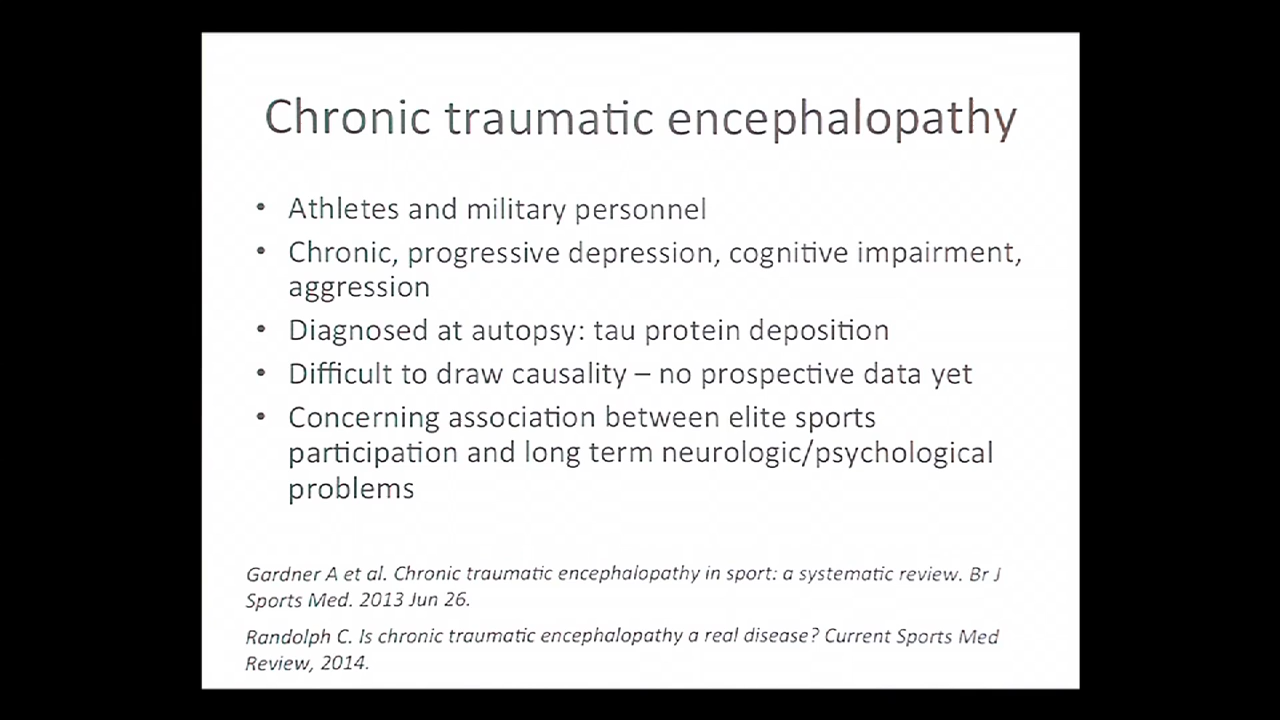 Chronic traumatic encephalopathy
• Athletes and military personnel
• Chronic, progressive depression, cognitive impairment,
aggression
• Diagnosed at autopsy: tau protein deposition
• Difficult to draw causality – no prospective data yet
• Concerning association between elite sports
participation and long term neurologic/psychological
problems
Gardner A et al. Chronic traumatic encephalopathy in sport: a systematic review. Br J
Sports Med. 2013 Jun 26.
Randolph C. Is chronic traumatic encephalopathy a real disease? Current Sports Med
Review, 2014.